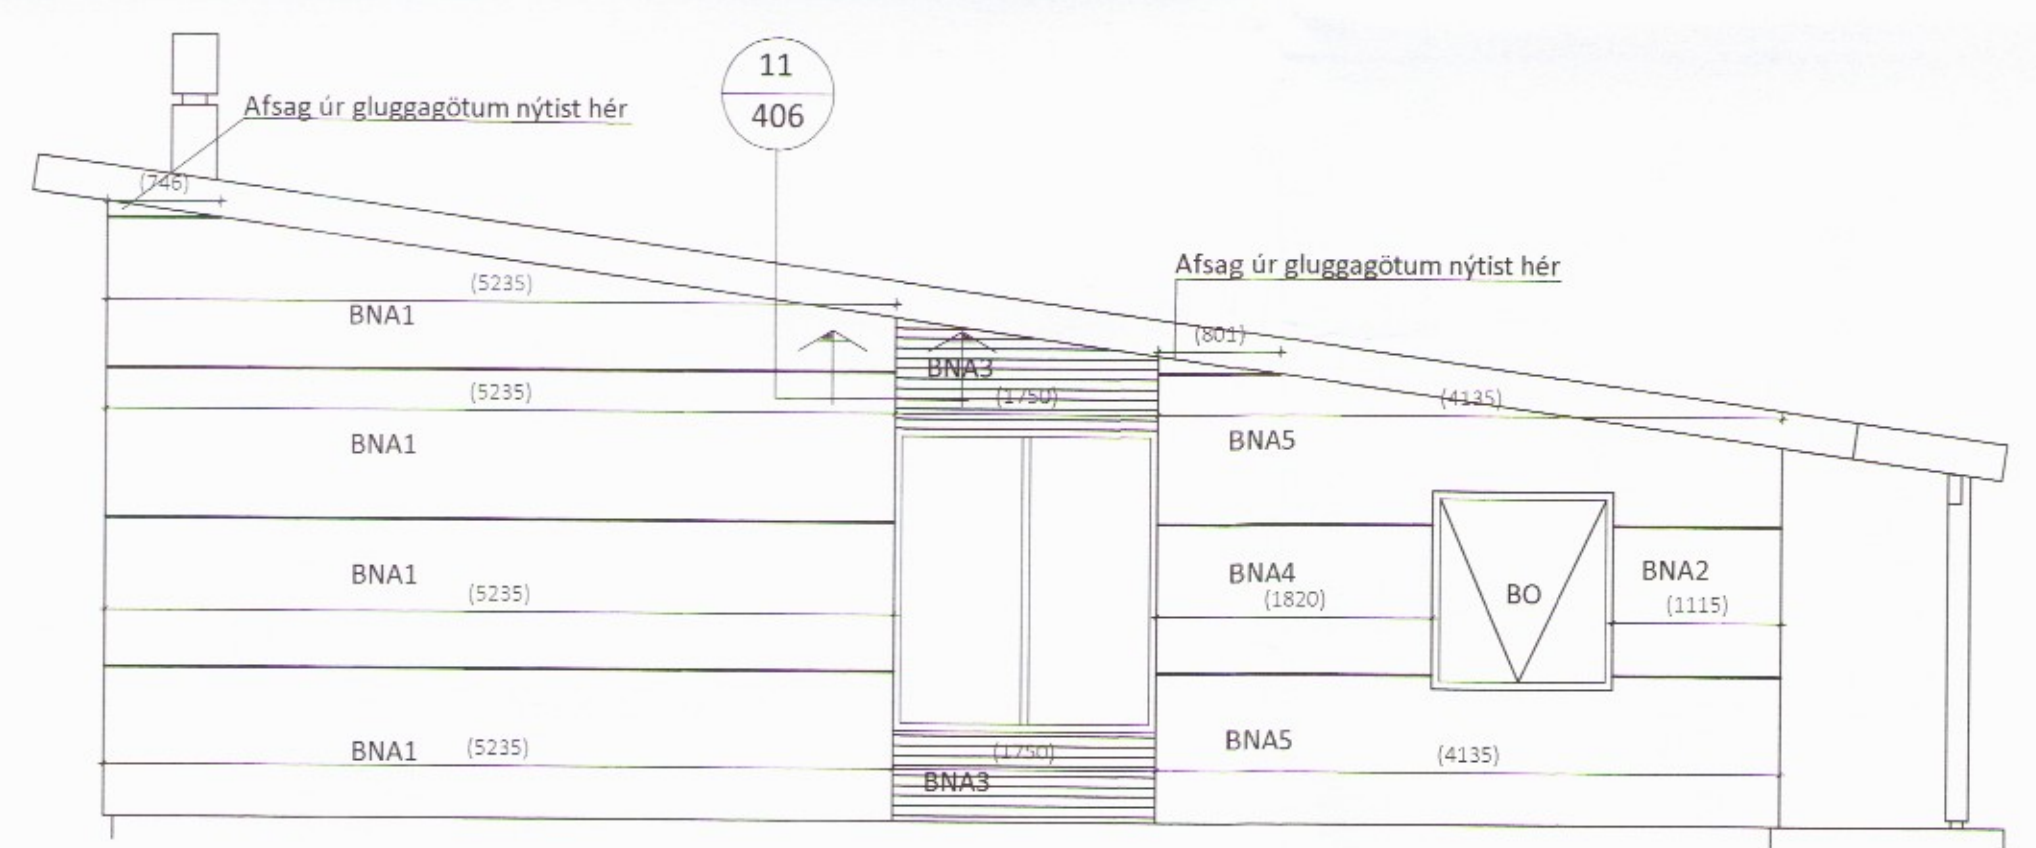 11
406
Afsag úr gluggagötum nýtist hér
(746)
Afsag úr gluggagötum nýtist hér
(5235)
BNA1
(801)
BNA3
(5235)
(1750)
(4135)
BNA1
BNA5
BNA1
(5235)
BNA4
(1820)
BO
BNA2
(1115)
BNA1
(5235)
(1750)
BNA3
BNA5
(4135)